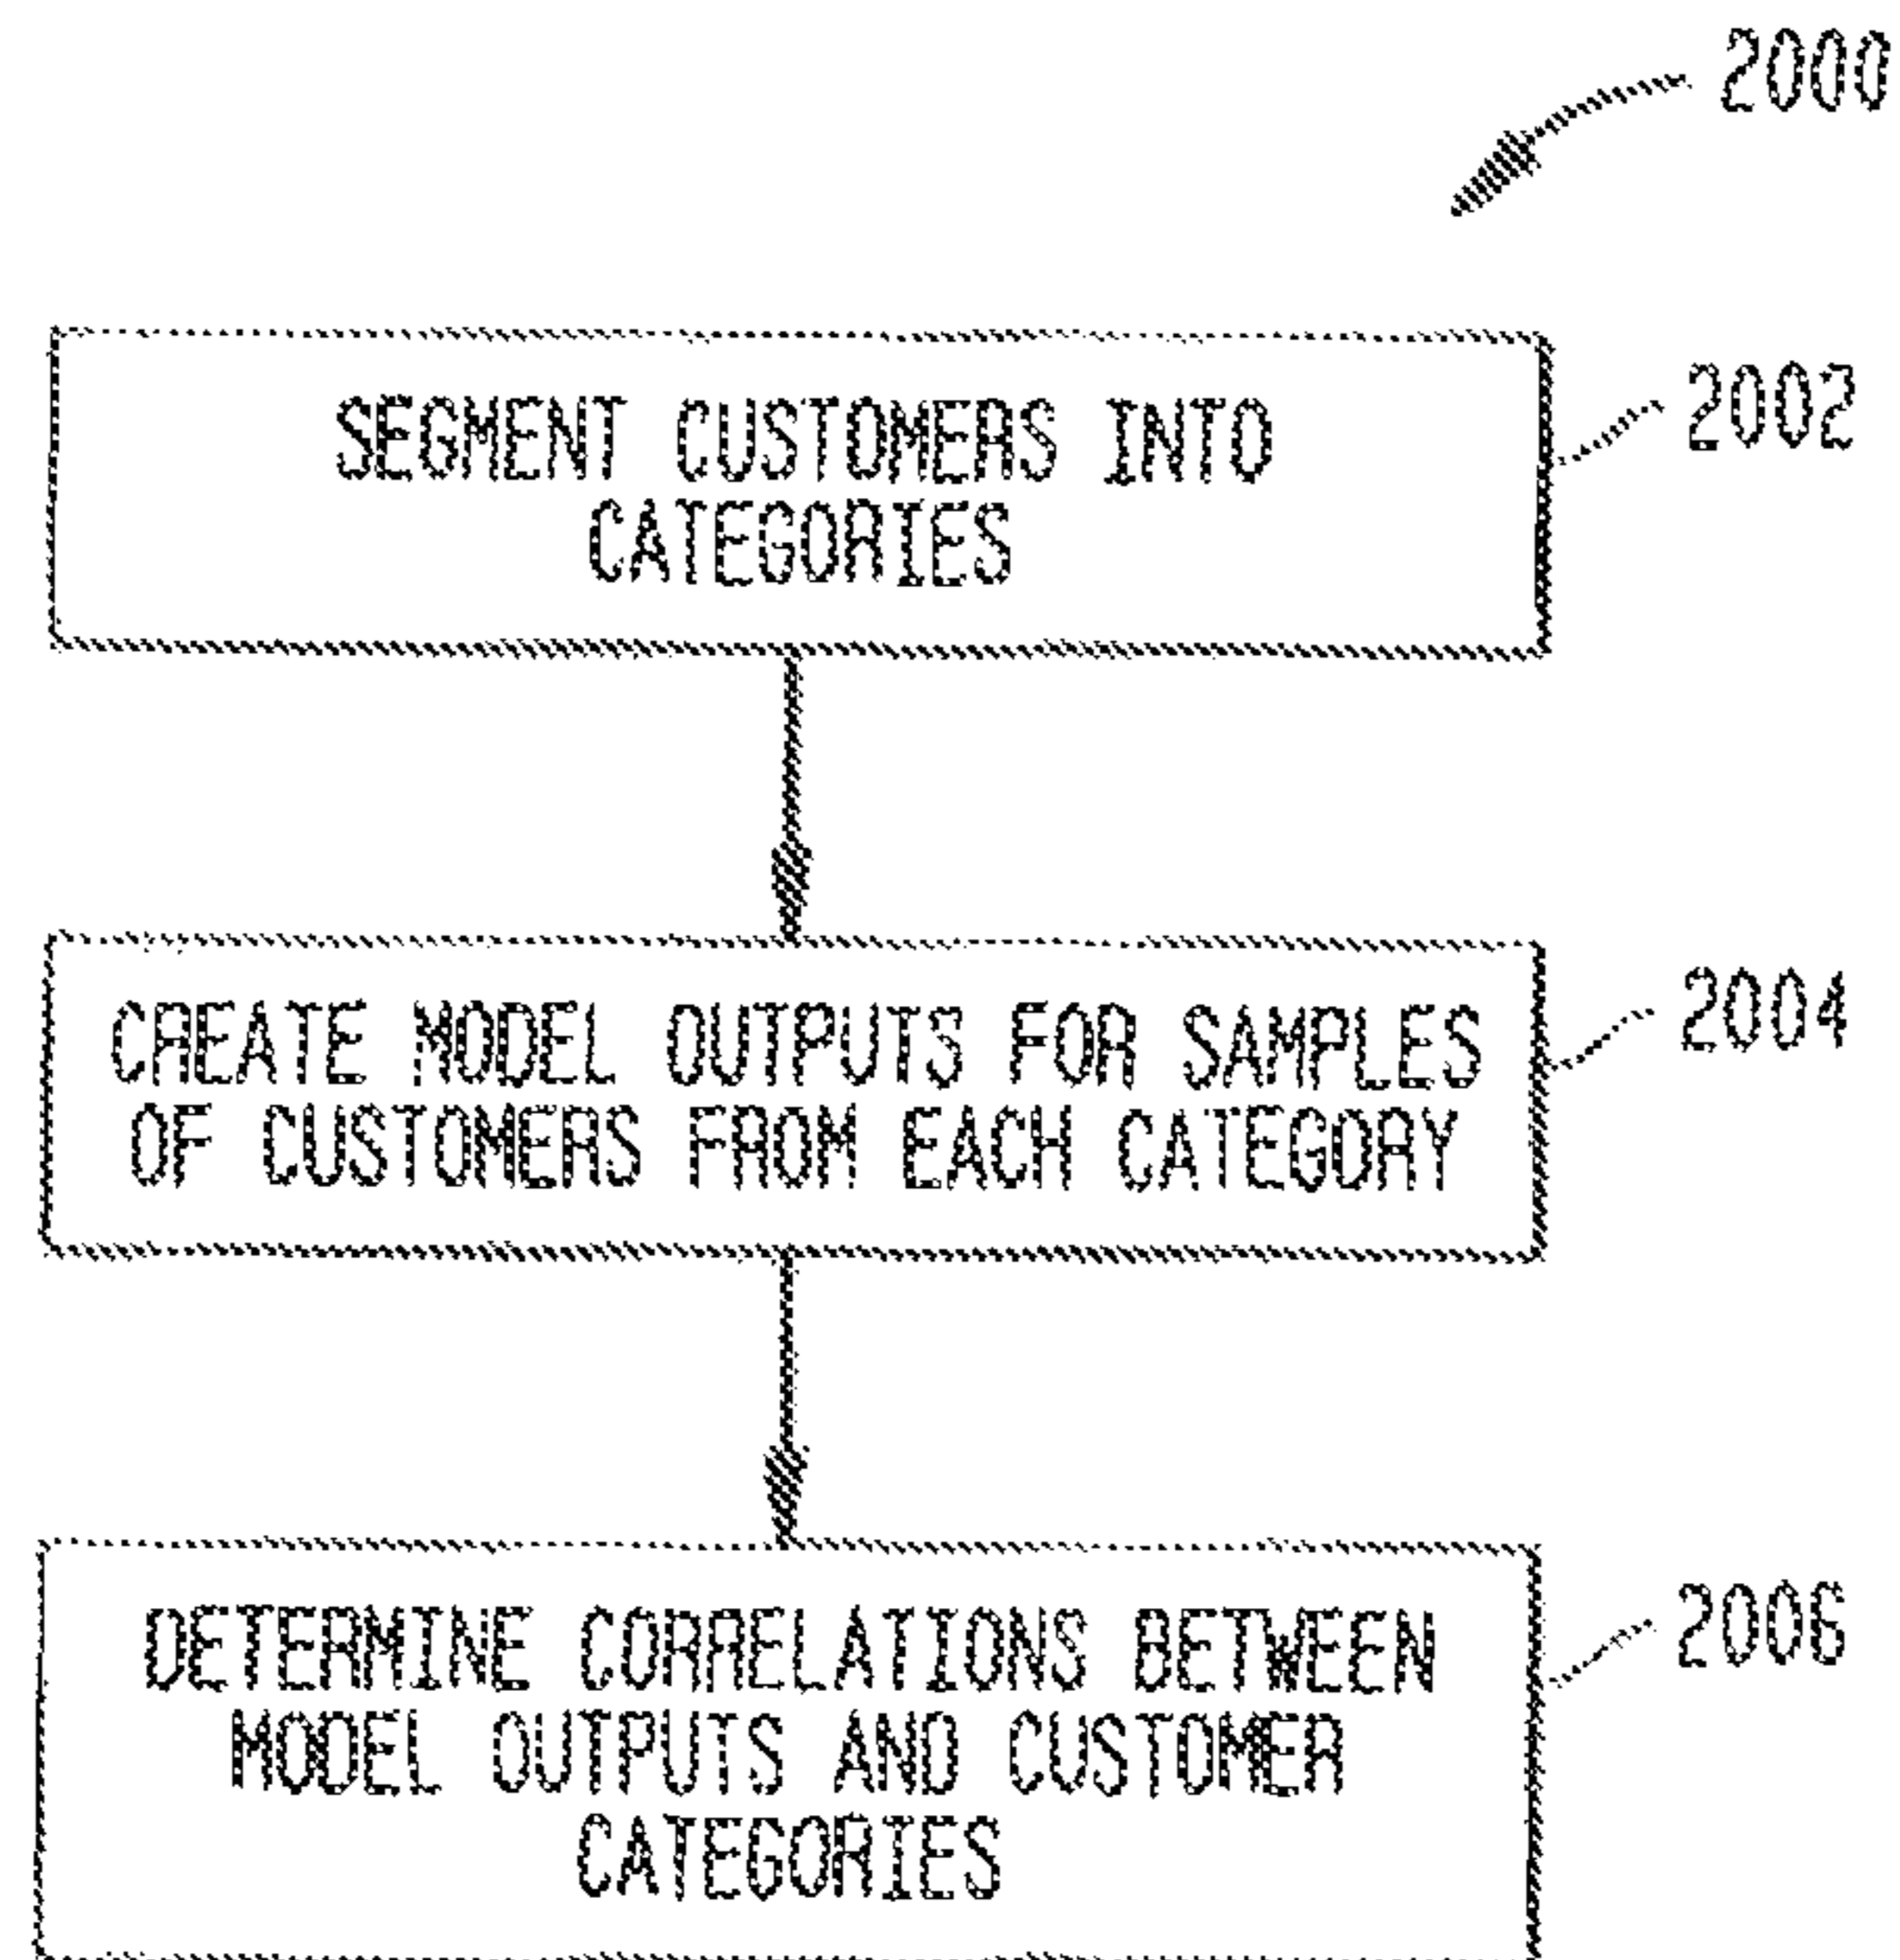 2000
SEGMENT CUSTOMERS INTO
CATEGORIES
2002
CREATE MODEL OUTPUTS FOR SAMPLES
OF CUSTOMERS FROM EACH CATEGORY
2004
DETERMINE CORRELATIONS BETWEEN
MODEL OUTPUTS AND CUSTOMER
CATEGORIES
2006